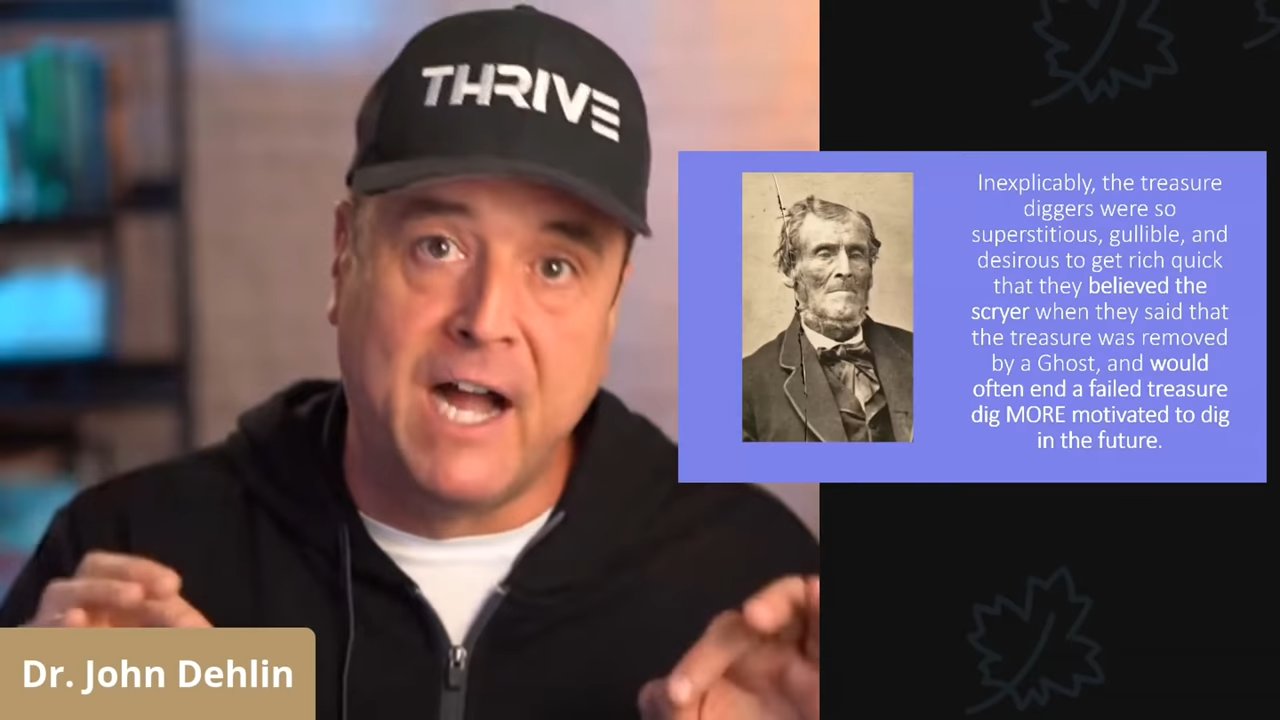 THRIVE
Inexplicably, the treasure
diggers were so
superstitious, gullible, and
desirous to get rich quick
that they believed the
scryer when they said that
the treasure was removed
by a Ghost, and would
often end a failed treasure
dig MORE motivated to dig
in the future.
Dr. John Dehlin